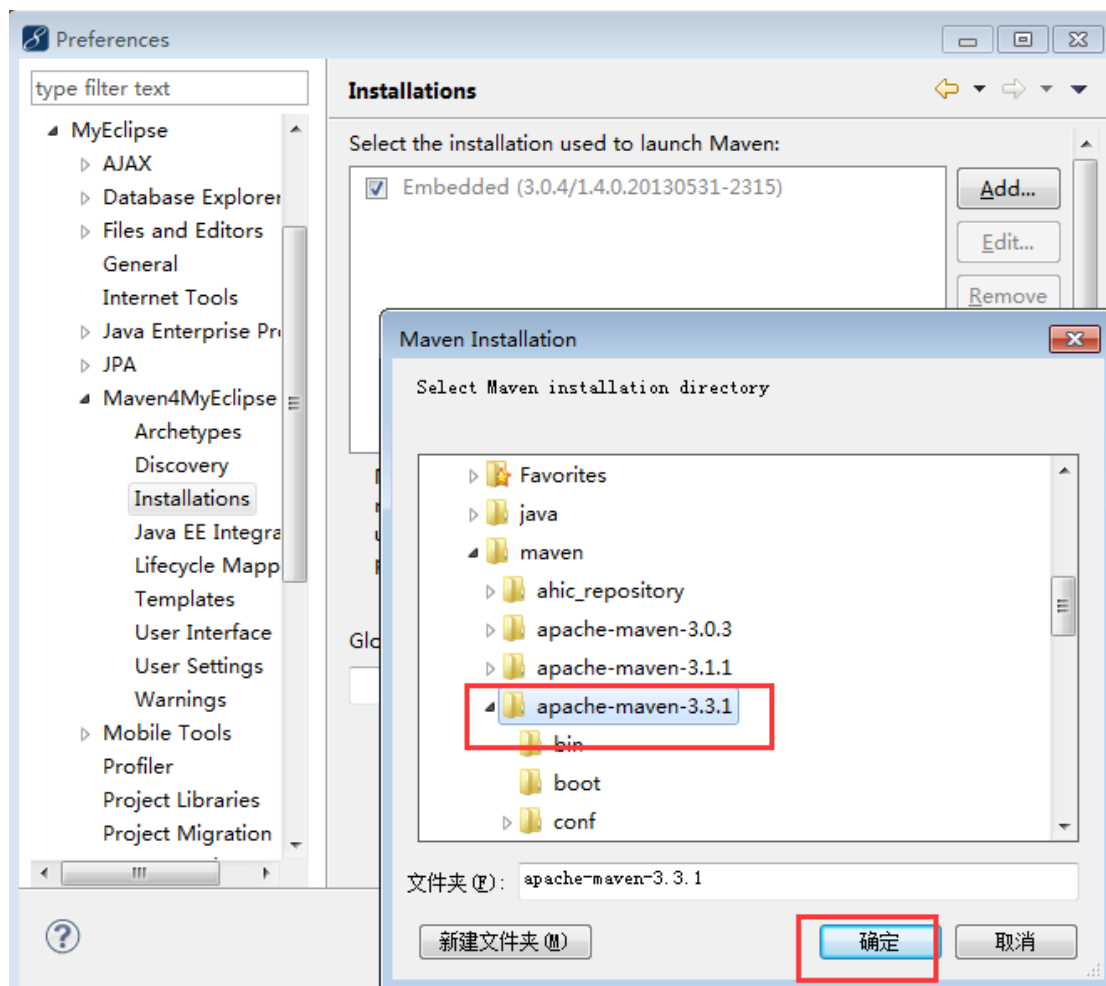 Preferences
type filter text
MyEclipse
AJAX
Database Explorer
Files and Editors
General
Internet Tools
Java Enterprise Pr
JPA
Maven4MyEclipse
Archetypes
Discovery
Installations
Java EE Integra
Lifecycle Mapp
Templates
User Interface
User Settings
Warnings
Mobile Tools
Profiler
Project Libraries
Project Migration
Installations
Select the installation used to launch Maven:
Embedded (3.0.4/1.4.0.20130531-2315)
Add...
Edit...
Remove
Glo
Maven Installation
Select Maven installation directory
Favorites
java
maven
ahic_repository
apache-maven-3.0.3
apache-maven-3.1.1
apache-maven-3.3.1
bin
boot
conf
文件夹(F): apache-maven-3.3.1
新建文件夹(M)
确定
取消